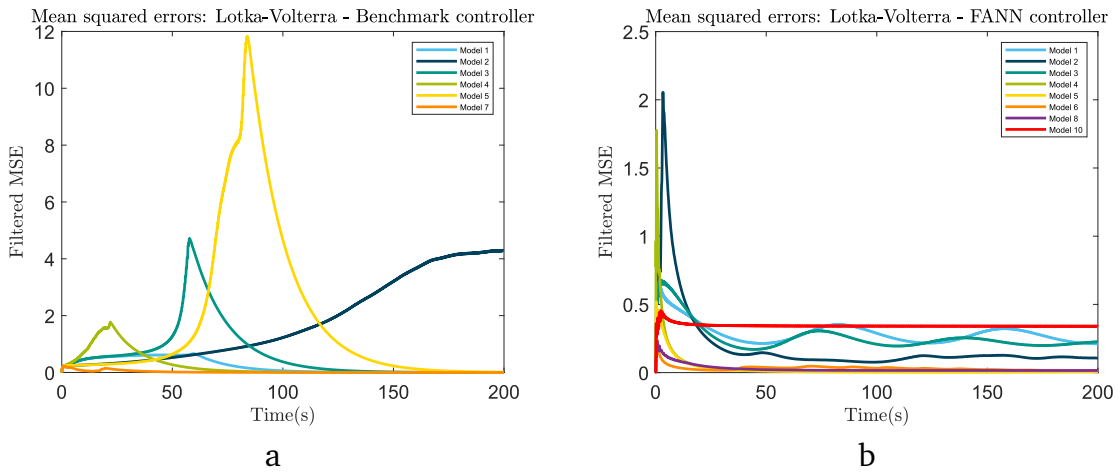 Mean squared errors: Lotka-Volterra - Benchmark controller
12
10
8
6
4
2
0
Filtered MSE
Model 1
Model 2
Model 3
Model 4
Model 5
Model 7
0 50 100 150 200
Time(s)
a
Mean squared errors: Lotka-Volterra - FANN controller
2.5
2
1.5
1
0.5
0
Filtered MSE
Model 1
Model 2
Model 3
Model 4
Model 5
Model 6
Model 8
Model 10
0 50 100 150 200
Time(s)
b